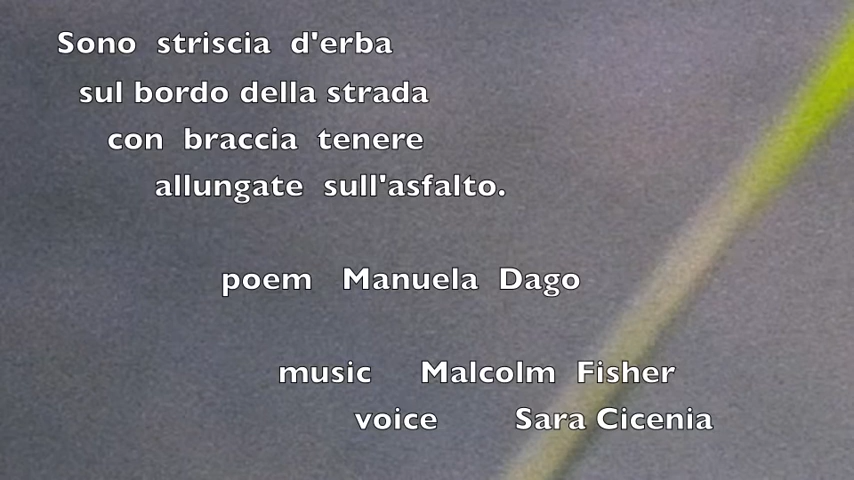 Sono striscia d'erba
sul bordo della strada
con braccia tenere
allungate sull'asfalto.
poem Manuela Dago
music Malcolm Fisher
voice Sara Cicenia